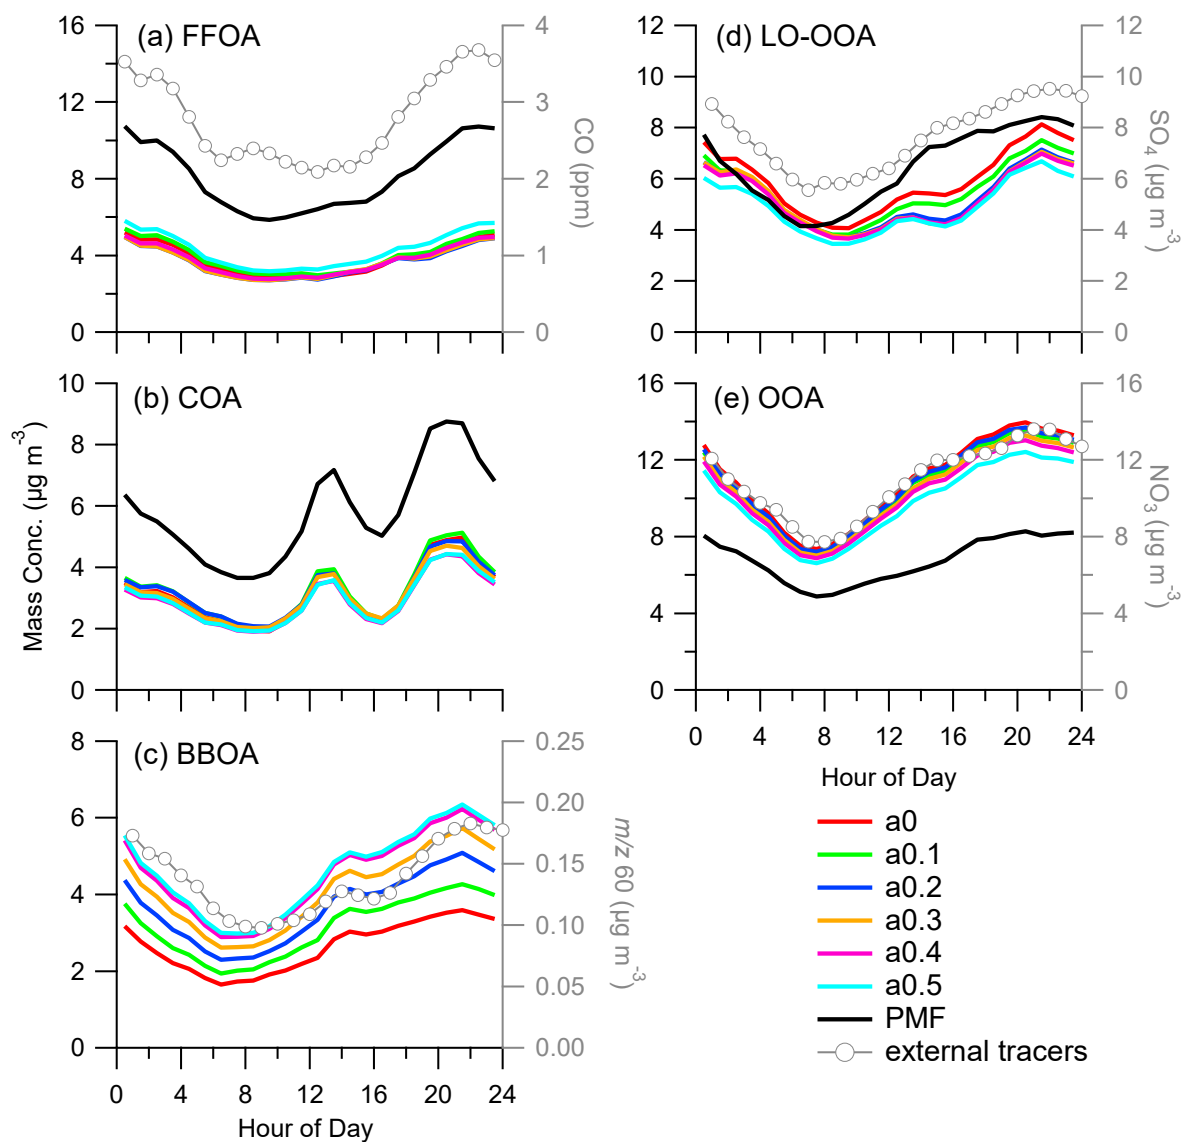 (a) FFOA
16
12
8
4
0
4
3
2
1
0
CO (ppm)
(d) LO-OOA
12
10
8
6
4
2
0
12
10
8
6
4
2
0
SO₄ (µg m⁻³)
(b) COA
10
8
6
4
2
0
Mass Conc. (µg m⁻³)
(e) OOA
16
12
8
4
0
16
12
8
4
0
NO₃ (µg m⁻³)
0 4 8 12 16 20 24
Hour of Day
(c) BBOA
8
6
4
2
0
0.25
0.20
0.15
0.10
0.05
0.00
m/z 60 (µg m⁻³)
0 4 8 12 16 20 24
Hour of Day
a0
a0.1
a0.2
a0.3
a0.4
a0.5
PMF
external tracers